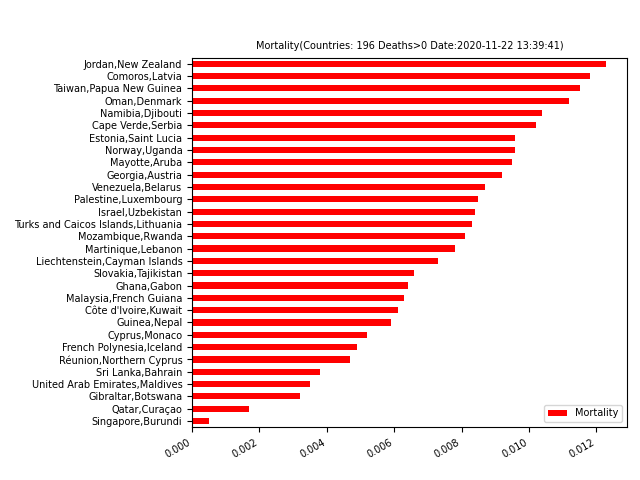 Mortality(Countries: 196 Deaths>0 Date:2020-11-22 13:39:41)
Jordan,New Zealand
Comoros,Latvia
Taiwan,Papua New Guinea
Oman,Denmark
Namibia,Djibouti
Cape Verde,Serbia
Estonia,Saint Lucia
Norway,Uganda
Mayotte,Aruba
Georgia,Austria
Venezuela,Belarus
Palestine,Luxembourg
Israel,Uzbekistan
Turks and Caicos Islands,Lithuania
Mozambique,Rwanda
Martinique,Lebanon
Liechtenstein,Cayman Islands
Slovakia,Tajikistan
Ghana,Gabon
Malaysia,French Guiana
Côte d'Ivoire,Kuwait
Guinea,Nepal
Cyprus,Monaco
French Polynesia,Iceland
Réunion,Northern Cyprus
Sri Lanka,Bahrain
United Arab Emirates,Maldives
Gibraltar,Botswana
Qatar,Curaçao
Singapore,Burundi
Mortality
0.000 0.002 0.004 0.006 0.008 0.010 0.012